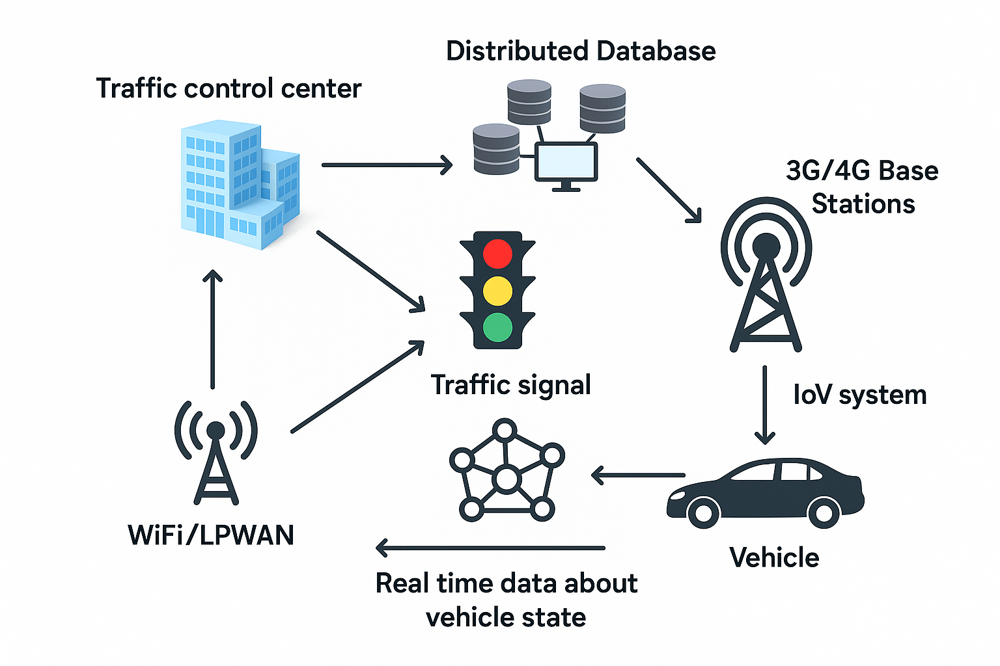 Distributed Database
Traffic control center
3G/4G Base
Stations
Traffic signal
IoV system
WiFi/LPWAN
Vehicle
Real time data about
vehicle state